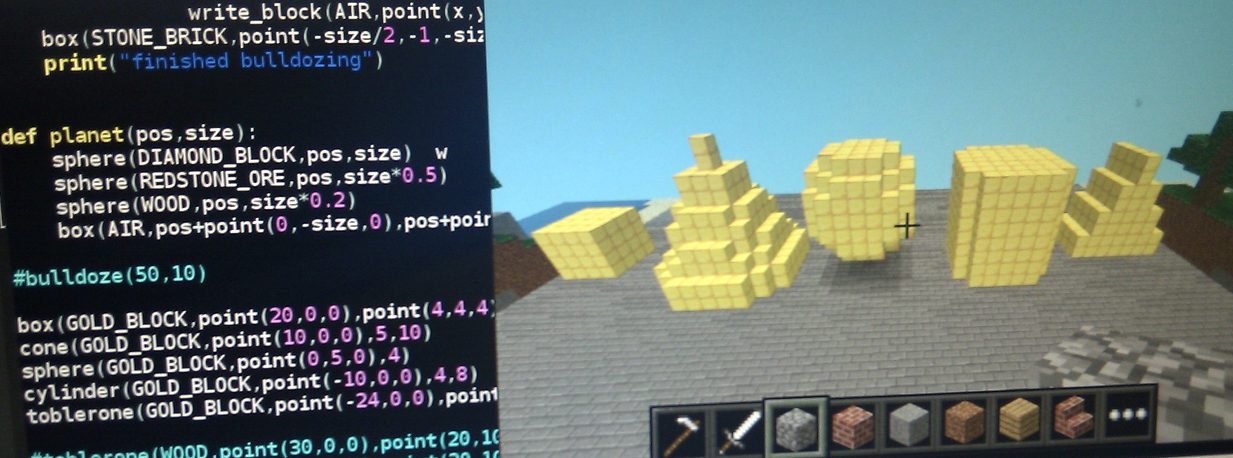 write_block(AIR,point(x,y
box(STONE_BRICK,point(-size/2,-1,-siz
print("finished bulldozing")
def planet(pos,size):
sphere(DIAMOND_BLOCK,pos,size) w
sphere(REDSTONE_ORE,pos,size*0.5)
sphere(WOOD,pos,size*0.2)
box(AIR,pos+point(0,-size,0),pos+poin
#bulldoze(50,10)
box(GOLD_BLOCK,point(20,0,0),point(4,4,4
cone(GOLD_BLOCK,point(10,0,0),5,10)
sphere(GOLD_BLOCK,point(0,5,0),4)
cylinder(GOLD_BLOCK,point(-10,0,0),4,8)
toblerone(GOLD_BLOCK,point(-24,0,0),point
#toblerone(WOOD,point(30,0,0),point(20,10